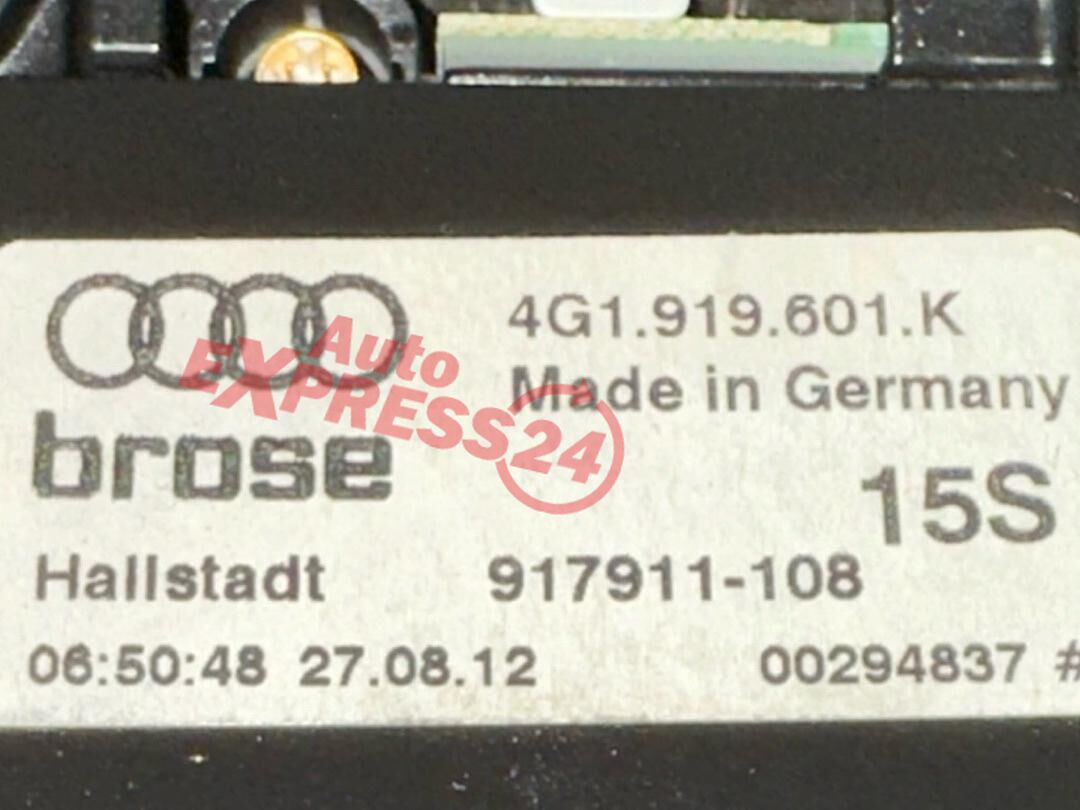 4G1.919.601.K
Made in Germany
Auto
EXPRESS24
brose
15S
Hallstadt 917911-108
06:50:48 27.08.12 00294837 #